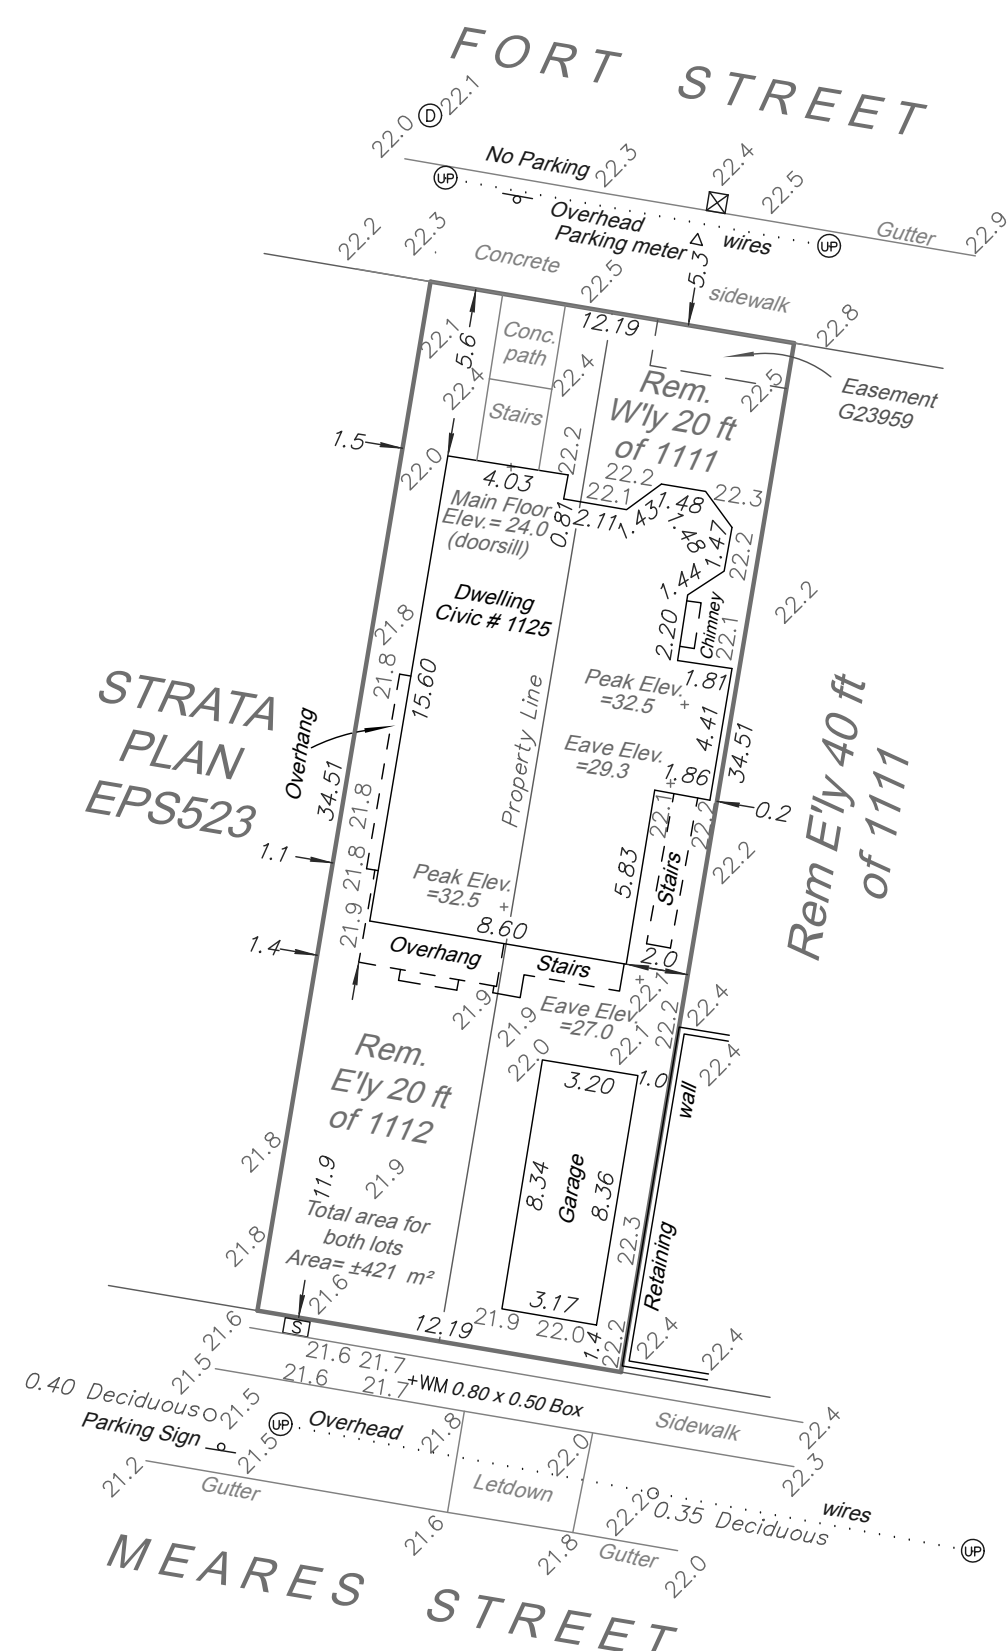 FORT STREET
22.0
D
22.1
No Parking
22.3
22.4
22.5
UP
Overhead
Parking meter
wires
UP
Gutter
22.9
22.2
22.3
Concrete
22.5
5.3
sidewalk
22.8
12.19
22.1
5.6
Conc.
path
22.4
22.4
Stairs
22.2
Rem.
W'ly 20 ft
of 1111
22.5
Easement
G23959
1.5
22.0
4.03
22.2
22.1
1.48
22.3
Main Floor
Elev.= 24.0
(doorsill)
0.81
2.11
1.43
1.48
1.47
22.2
1.44
Dwelling
Civic # 1125
2.20
Chimney
22.1
22.2
21.8
21.8
15.60
Peak Elev.
=32.5
1.81
4.41
34.51
STRATA
PLAN
EPS523
Overhang
34.51
Property Line
Eave Elev.
=29.3
1.86
Rem E'ly 40 ft
of 1111
21.8
22.1
22.2
0.2
1.1
21.8
5.83
Stairs
22.2
Peak Elev.
=32.5
21.9
8.60
1.4
Overhang
Stairs
2.0
21.9
21.9
Eave Elev.
=27.0
22.1
22.1
22.2
22.4
22.0
22.4
Rem.
E'ly 20 ft
of 1112
3.20
1.0
wall
21.8
11.9
21.9
8.34
Garage
8.36
22.3
21.8
Total area for
both lots
Area= ±421 m²
Retaining
21.6
3.17
21.9
22.0
1.4
22.2
22.4
22.4
21.6
S
12.19
21.6
21.7
21.5
21.6
21.7
+WM 0.80 x 0.50 Box
0.40 Deciduous
21.5
Parking Sign
21.5
UP
Overhead
21.8
22.0
Sidewalk
22.4
22.3
21.2
Gutter
Letdown
22.2
0.35 Deciduous
wires
UP
21.6
21.8
Gutter
22.0
MEARES STREET